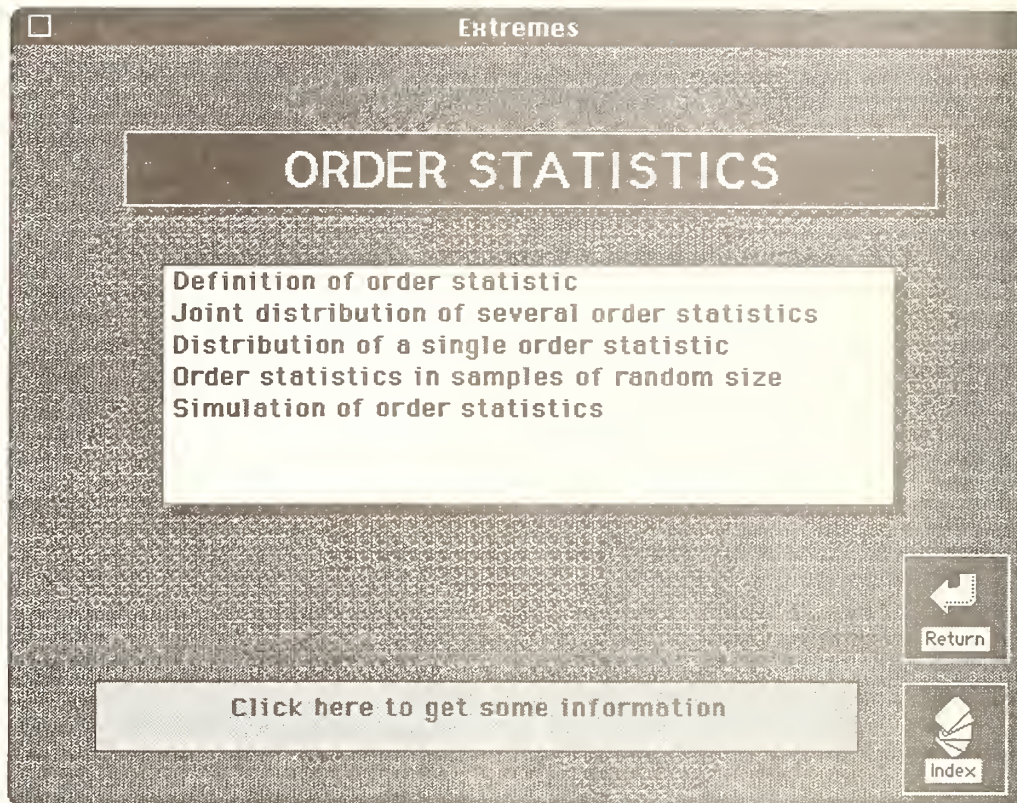 Extremes
ORDER STATISTICS
Definition of order statistic
Joint distribution of several order statistics
Distribution of a single order statistic
Order statistics in samples of random size
Simulation of order statistics
Return
Click here to get some information
Index